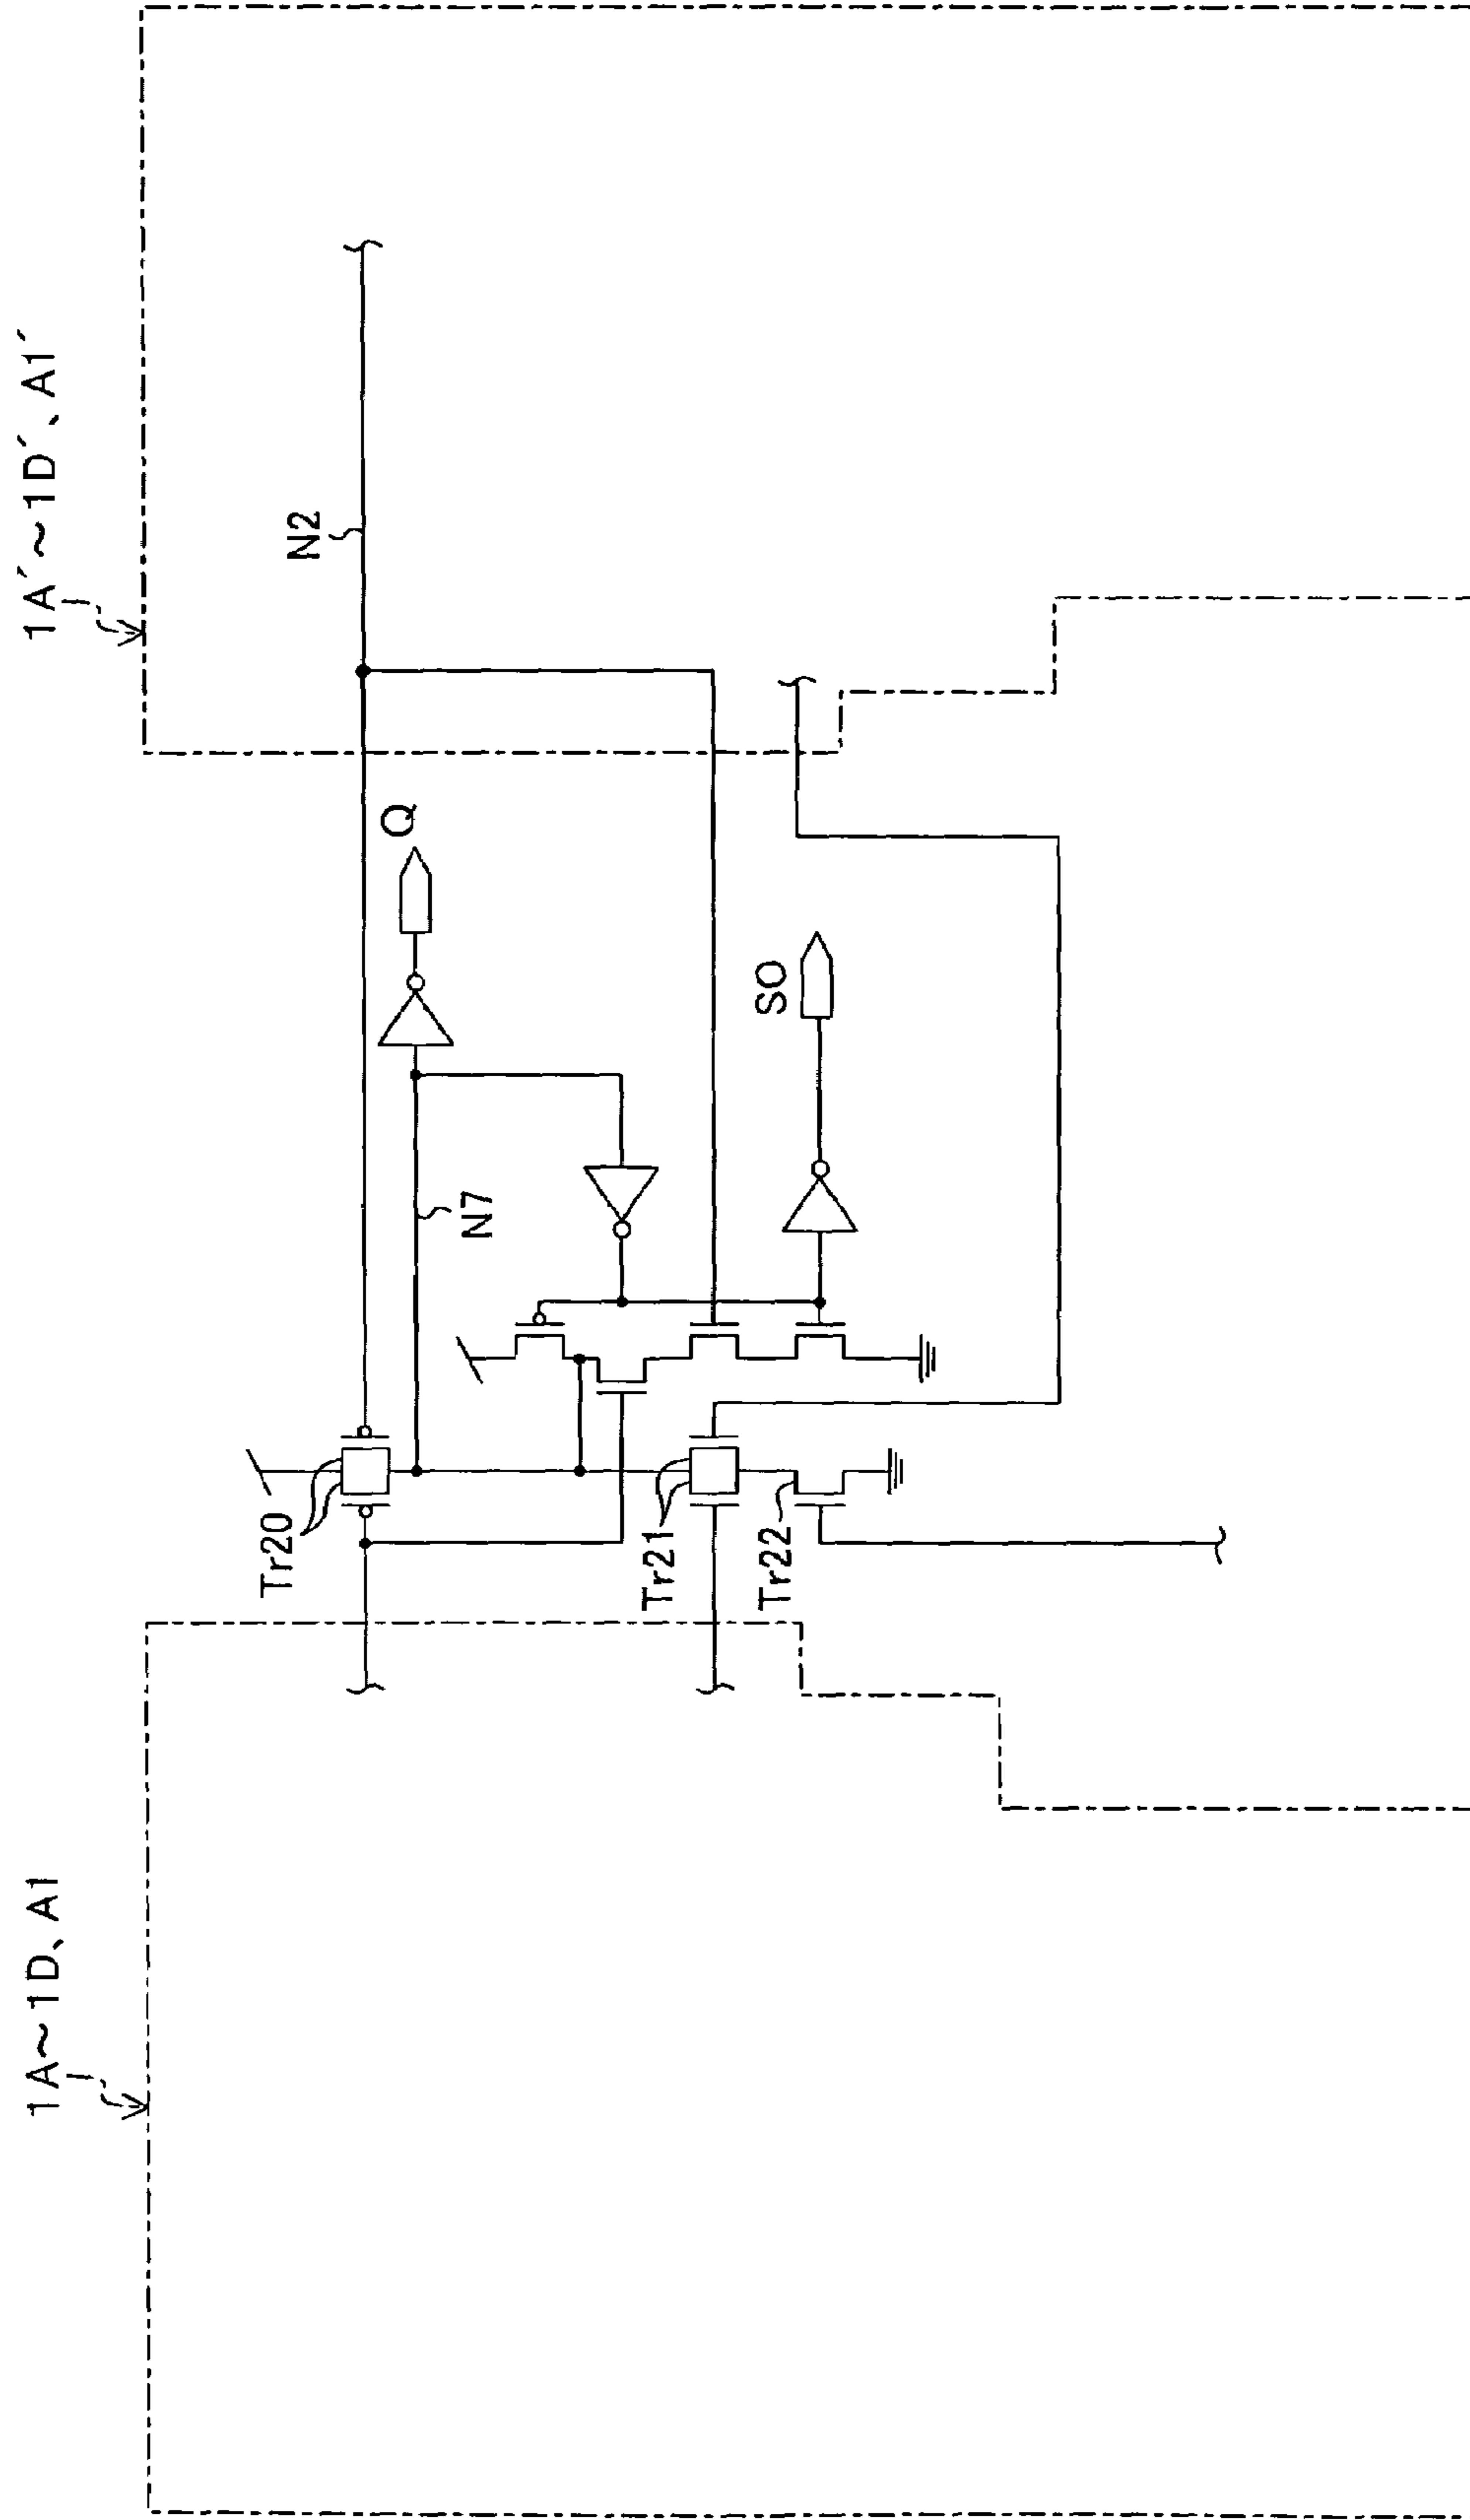 1A~1D、A1
1A´~1D´、A1´
Tr20
N2
Q
N7
Tr21
Tr22
SO